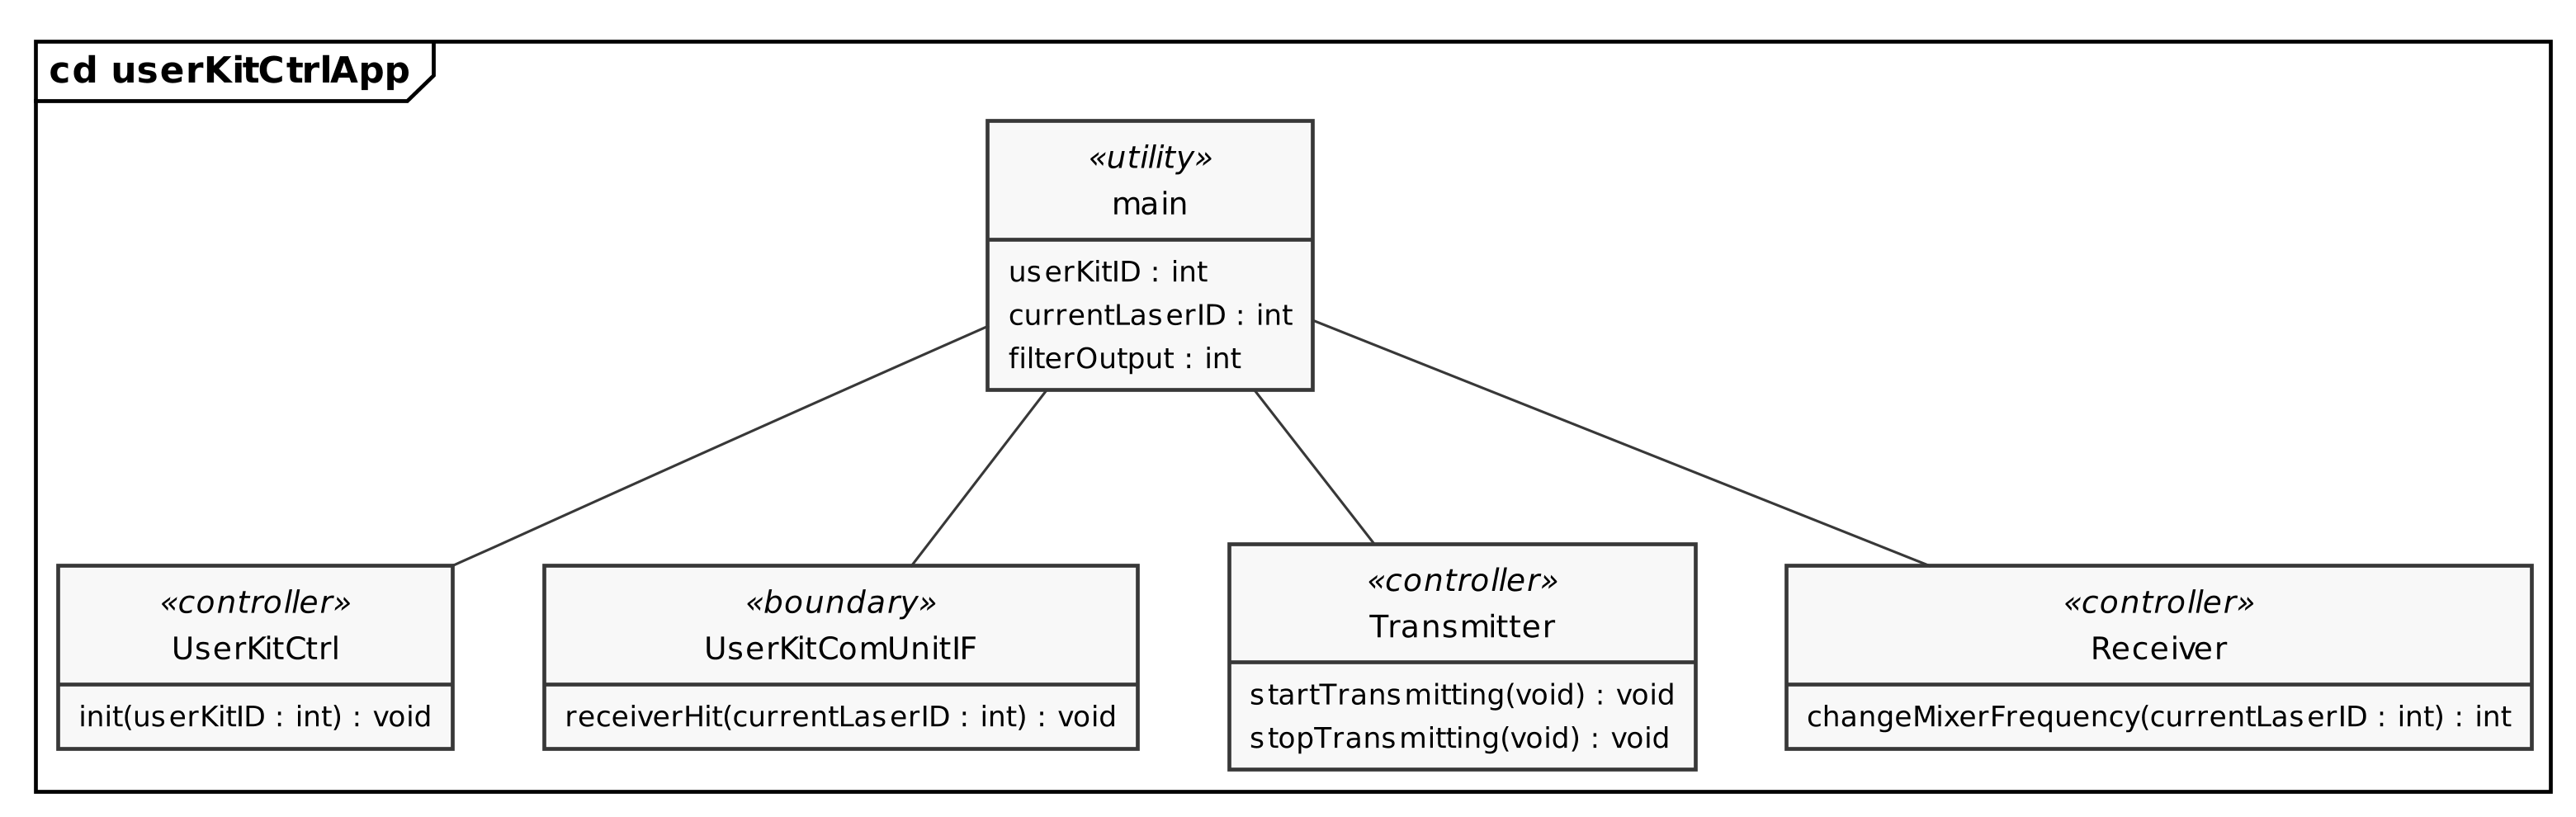 cd userKitCtrlApp
«utility»
main
userKitID : int
currentLaserID : int
filterOutput : int
«controller»
UserKitCtrl
init(userKitID : int) : void
«boundary»
UserKitComUnitIF
receiverHit(currentLaserID : int) : void
«controller»
Transmitter
startTransmitting(void) : void
stopTransmitting(void) : void
«controller»
Receiver
changeMixerFrequency(currentLaserID : int) : int